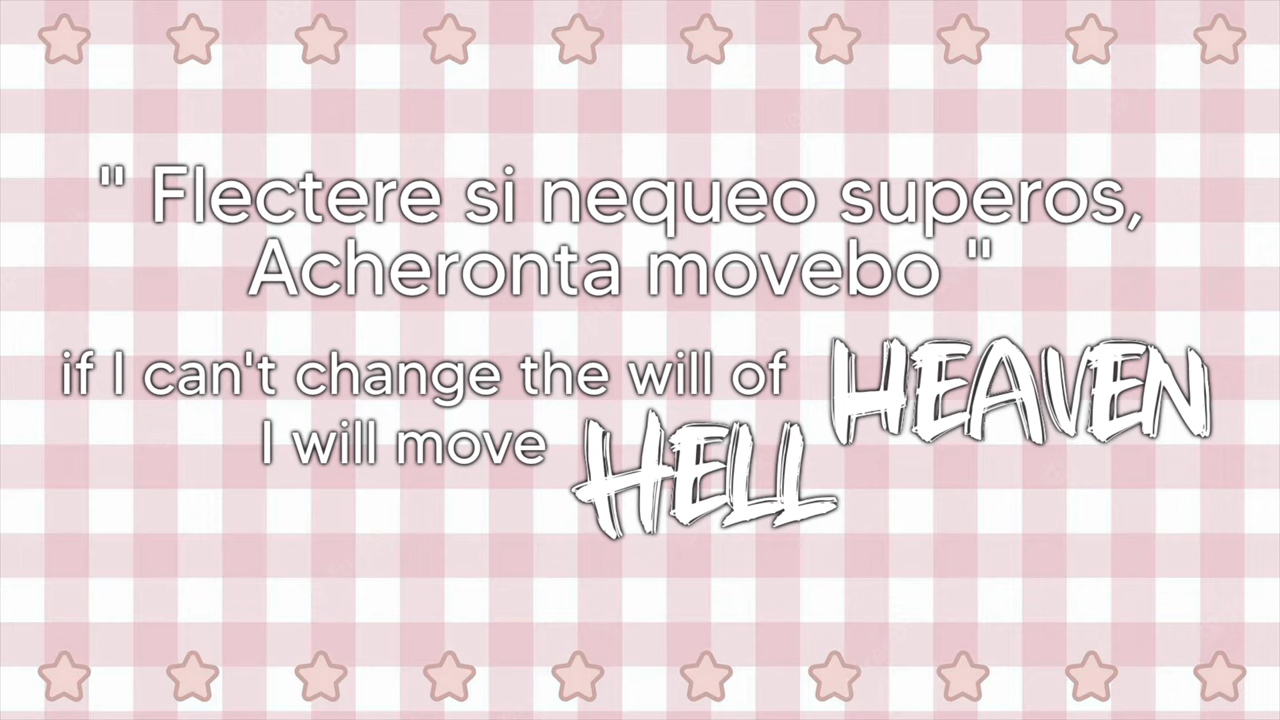 " Flectere si nequeo superos,
Acheronta movebo "
if I can't change the will of HEAVEN
I will move HELL